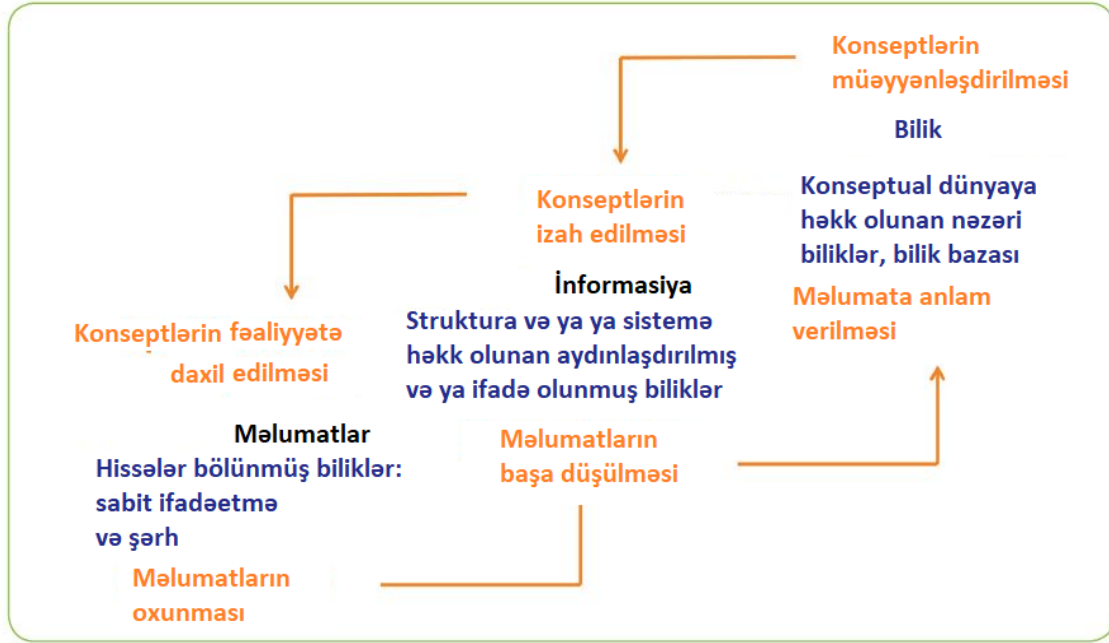 Konseptlərin
müəyyənləşdirilməsi
Bilik
Konseptual dünyaya
həkk olunan nəzəri
biliklər, bilik bazası
Məlumata anlam
verilməsi
Konseptlərin
izah edilməsi
İnformasiya
Struktura və ya ya sistemə
həkk olunan aydınlaşdırılmış
və ya ifadə olunmuş biliklər
Məlumatların
başa düşülməsi
Konseptlərin fəaliyyətə
daxil edilməsi
Məlumatlar
Hissələr bölünmüş biliklər:
sabit ifadəetmə
və şərh
Məlumatların
oxunması